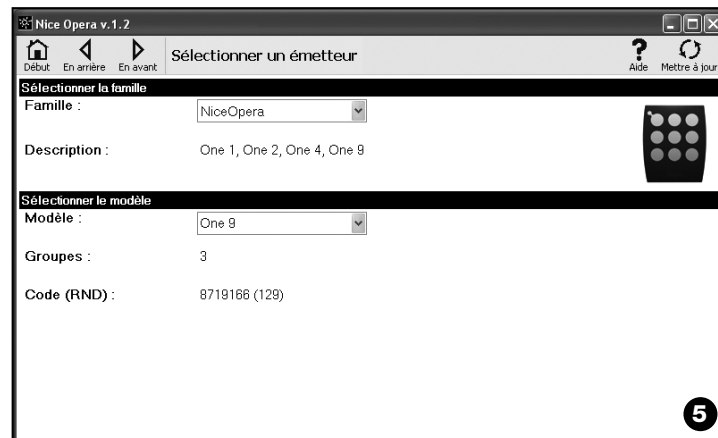 Nice Opera v.1.2
Début En arrière En avant Sélectionner un émetteur Aide Mettre à jour
Sélectionner la famille
Famille : NiceOpera
Description : One 1, One 2, One 4, One 9
Sélectionner le modèle
Modèle : One 9
Groupes : 3
Code (RND) : 8719166 (129)
5